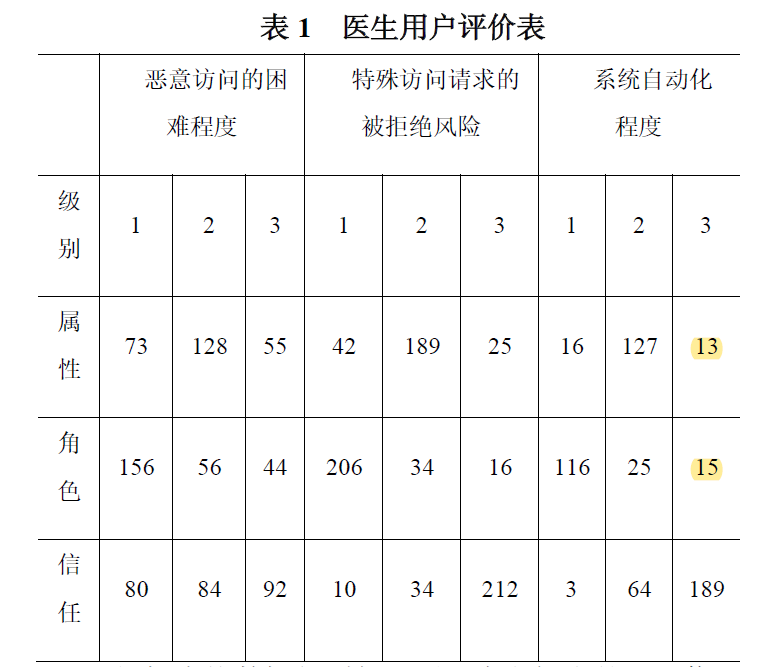 表 1 医生用户评价表
恶意访问的困难程度 特殊访问请求的被拒绝风险 系统自动化程度
级别 1 2 3 1 2 3 1 2 3
属性 73 128 55 42 189 25 16 127 13
角色 156 56 44 206 34 16 116 25 15
信任 80 84 92 10 34 212 3 64 189